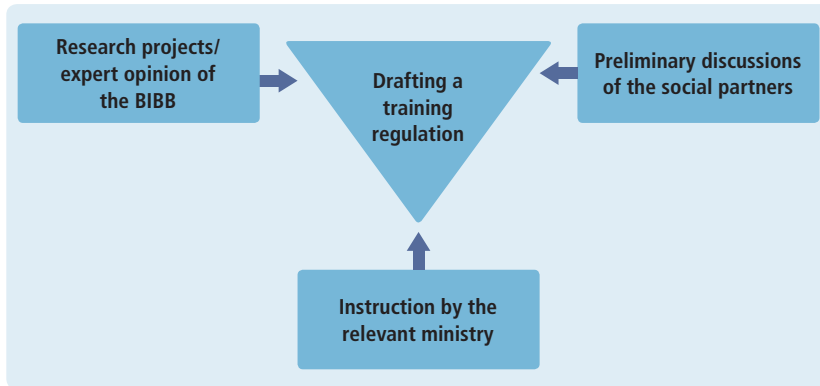 Research projects/
expert opinion of
the BIBB
Drafting a
training
regulation
Preliminary discussions
of the social partners
Instruction by the
relevant ministry